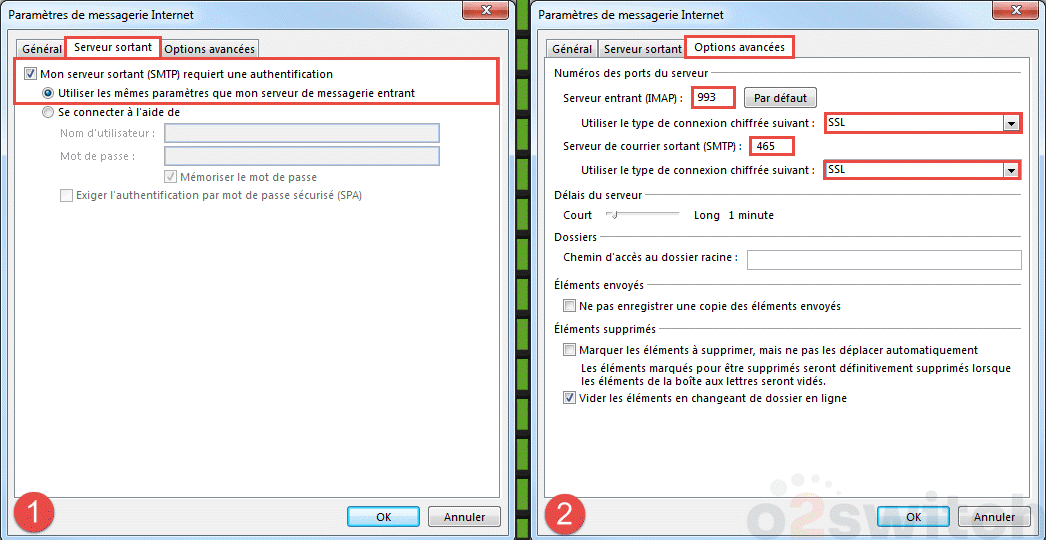 Paramètres de messagerie Internet
Général
Serveur sortant
Options avancées
Mon serveur sortant (SMTP) requiert une authentification
Utiliser les mêmes paramètres que mon serveur de messagerie entrant
Se connecter à l'aide de
Nom d'utilisateur :
Mot de passe :
Mémoriser le mot de passe
Exiger l'authentification par mot de passe sécurisé (SPA)
1
OK
Annuler
Paramètres de messagerie Internet
Général
Serveur sortant
Options avancées
Numéros des ports du serveur
Serveur entrant (IMAP) : 993 Par défaut
Utiliser le type de connexion chiffrée suivant : SSL
Serveur de courrier sortant (SMTP) : 465
Utiliser le type de connexion chiffrée suivant : SSL
Délais du serveur
Court Long 1 minute
Dossiers
Chemin d'accès au dossier racine :
Éléments envoyés
Ne pas enregistrer une copie des éléments envoyés
Éléments supprimés
Marquer les éléments à supprimer, mais ne pas les déplacer automatiquement
Les éléments marqués pour être supprimés seront définitivement supprimés lorsque
les éléments de la boîte aux lettres seront vidés.
Vider les éléments en changeant de dossier en ligne
2
o2switch
OK
Annuler